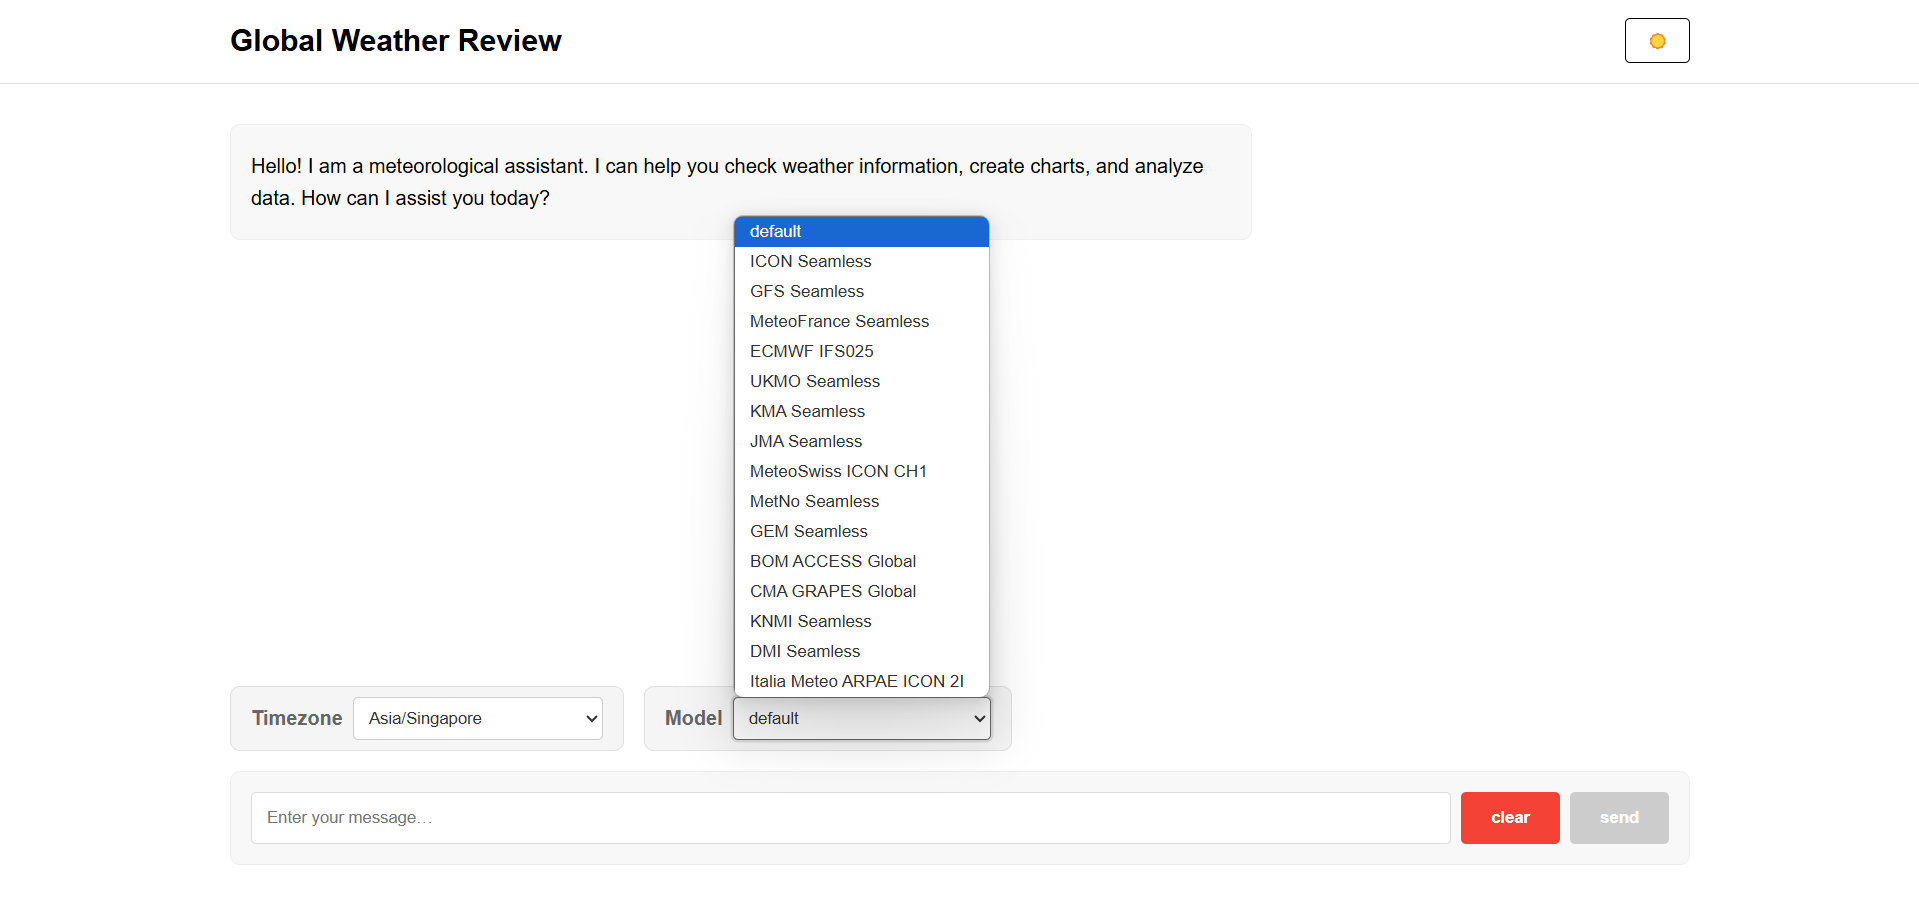 Global Weather Review
Hello! I am a meteorological assistant. I can help you check weather information, create charts, and analyze
data. How can I assist you today?
default
ICON Seamless
GFS Seamless
MeteoFrance Seamless
ECMWF IFS025
UKMO Seamless
KMA Seamless
JMA Seamless
MeteoSwiss ICON CH1
MetNo Seamless
GEM Seamless
BOM ACCESS Global
CMA GRAPES Global
KNMI Seamless
DMI Seamless
Italia Meteo ARPAE ICON 2I
Timezone Asia/Singapore Model default
Enter your message… clear send